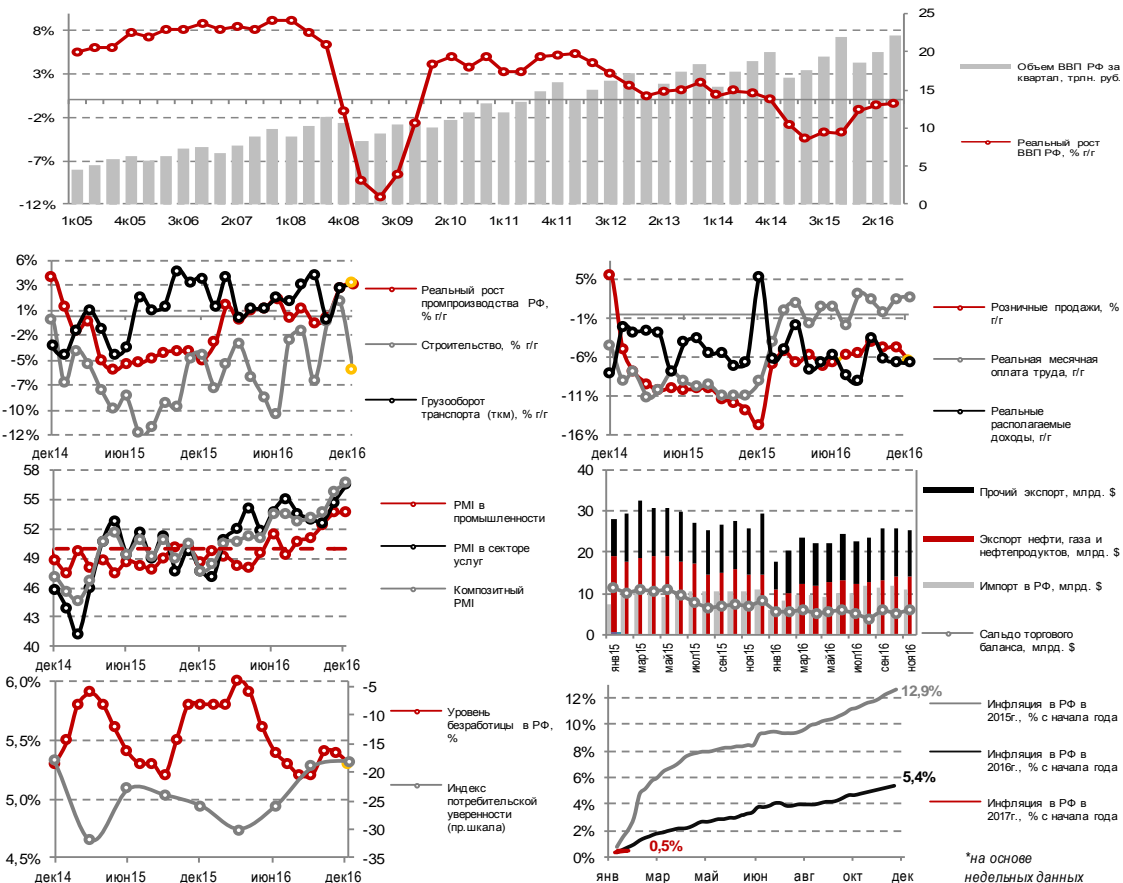 8%
3%
-2%
-7%
-12%
25
20
15
10
5
0
1к05 4к05 3к06 2к07 1к08 4к08 3к09 2к10 1к11 4к11 3к12 2к13 1к14 4к14 3к15 2к16
Объем ВВП РФ за
квартал, трлн. руб.
Реальный рост
ВВП РФ, % г/г
6%
3%
1%
-2%
-5%
-7%
-10%
-12%
дек14 июн15 дек15 июн16 дек16
Реальный рост
промпроизводства РФ,
% г/г
Строительство, % г/г
Грузооборот
транспорта (ткм), % г/г
5%
-1%
-6%
-11%
-16%
дек14 июн15 дек15 июн16 дек16
Розничные продажи, %
г/г
Реальная месячная
оплата труда, г/г
Реальные
располагаемые
доходы, г/г
58
55
52
49
46
43
40
дек14 июн15 дек15 июн16 дек16
PMI в
промышленности
PMI в секторе
услуг
Композитный
PMI
40
30
20
10
0
янв15 мар15 май15 июл15 сен15 ноя15 янв16 мар16 май16 июл16 сен16 ноя16
Прочий экспорт, млрд. $
Экспорт нефти, газа и
нефтепродуктов, млрд. $
Импорт в РФ, млрд. $
Сальдо торгового
баланса, млрд. $
6,0%
5,5%
5,0%
4,5%
-5
-10
-15
-20
-25
-30
-35
дек14 июн15 дек15 июн16 дек16
Уровень
безработицы в РФ,
%
Индекс
потребительской
уверенности
(пр.шкала)
12%
10%
8%
6%
4%
2%
0%
12,9%
5,4%
0,5%
янв мар май июн авг окт дек
Инфляция в РФ в
2015г., % с начала года
Инфляция в РФ в
2016г., % с начала года
Инфляция в РФ в
2017г., % с начала года
*на основе
недельных данных